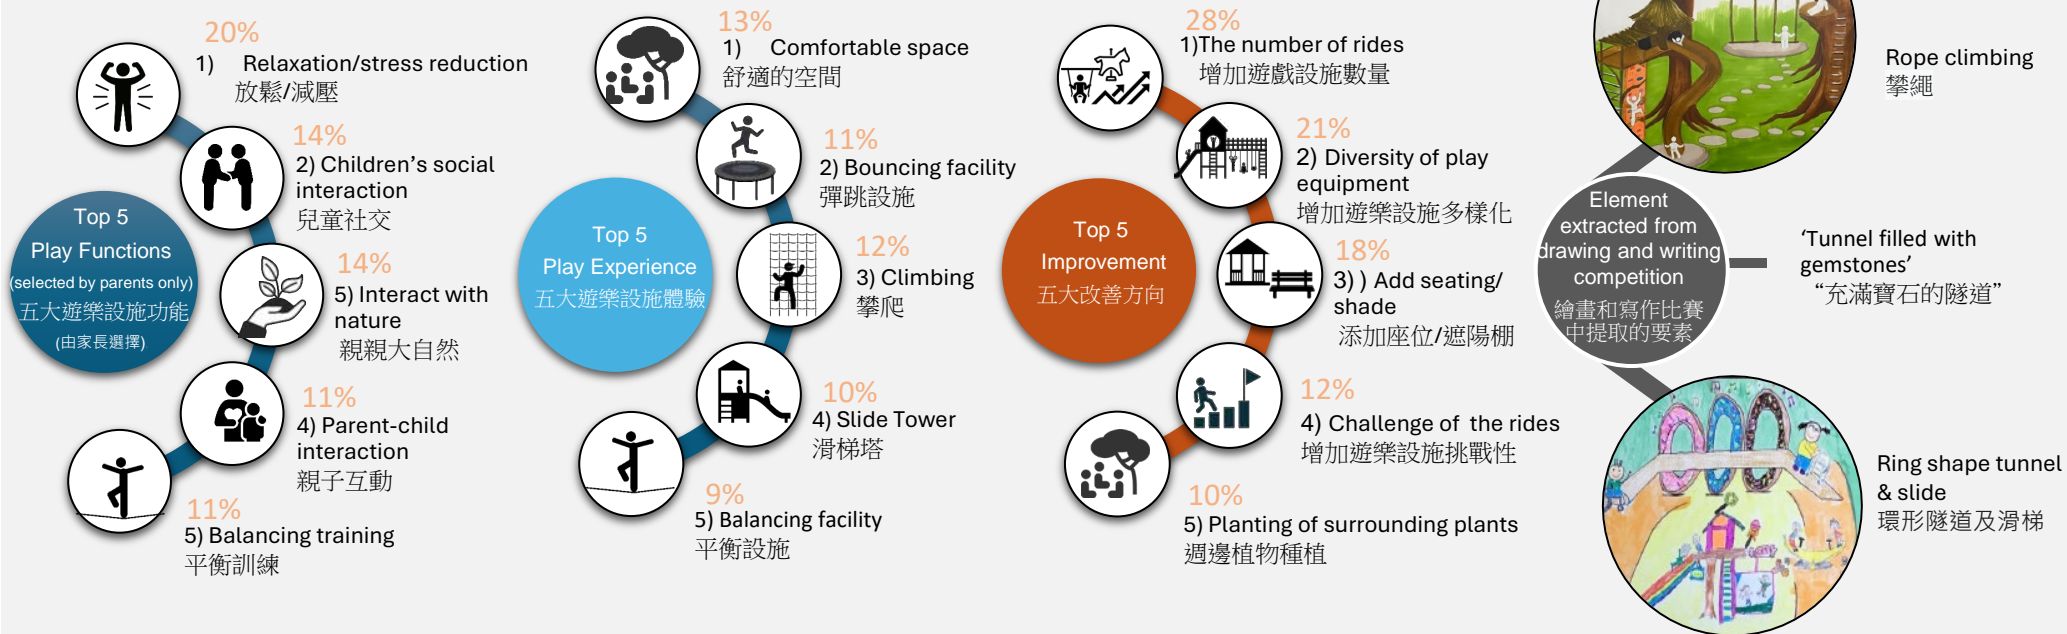 Top 5
Play Functions
(selected by parents only)
五大遊樂設施功能
(由家長選擇)
20%
1) Relaxation/stress reduction
放鬆/減壓
14%
2) Children’s social
interaction
兒童社交
14%
5) Interact with
nature
親親大自然
11%
4) Parent-child
interaction
親子互動
11%
5) Balancing training
平衡訓練
Top 5
Play Experience
五大遊樂設施體驗
13%
1) Comfortable space
舒適的空間
11%
2) Bouncing facility
彈跳設施
12%
3) Climbing
攀爬
10%
4) Slide Tower
滑梯塔
9%
5) Balancing facility
平衡設施
Top 5
Improvement
五大改善方向
28%
1)The number of rides
增加遊戲設施數量
21%
2) Diversity of play
equipment
增加遊樂設施多樣化
18%
3) ) Add seating/
shade
添加座位/遮陽棚
12%
4) Challenge of the rides
增加遊樂設施挑戰性
10%
5) Planting of surrounding plants
週邊植物種植
Element
extracted from
drawing and writing
competition
繪畫和寫作比賽
中提取的要素
Rope climbing
攀繩
‘Tunnel filled with
gemstones’
“充滿寶石的隧道”
Ring shape tunnel
& slide
環形隧道及滑梯